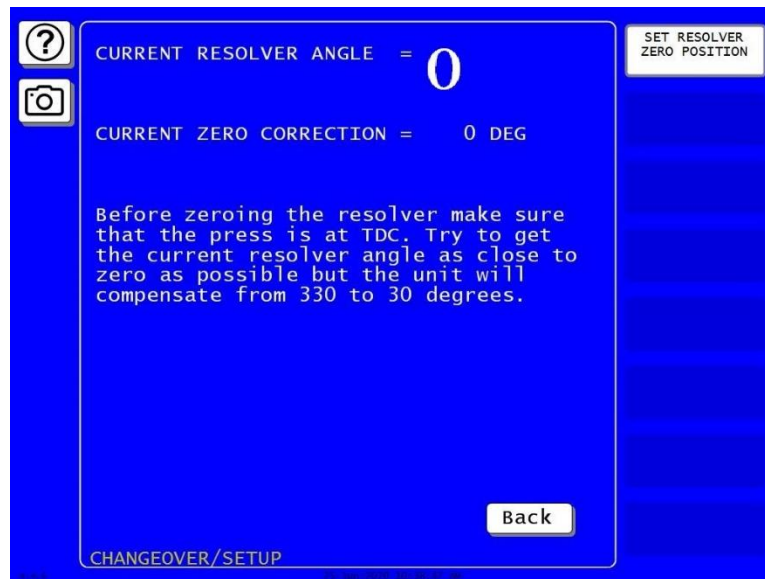 CURRENT RESOLVER ANGLE = 0
SET RESOLVER
ZERO POSITION
CURRENT ZERO CORRECTION = 0 DEG
Before zeroing the resolver make sure
that the press is at TDC. Try to get
the current resolver angle as close to
zero as possible but the unit will
compensate from 330 to 30 degrees.
Back
CHANGEOVER/SETUP